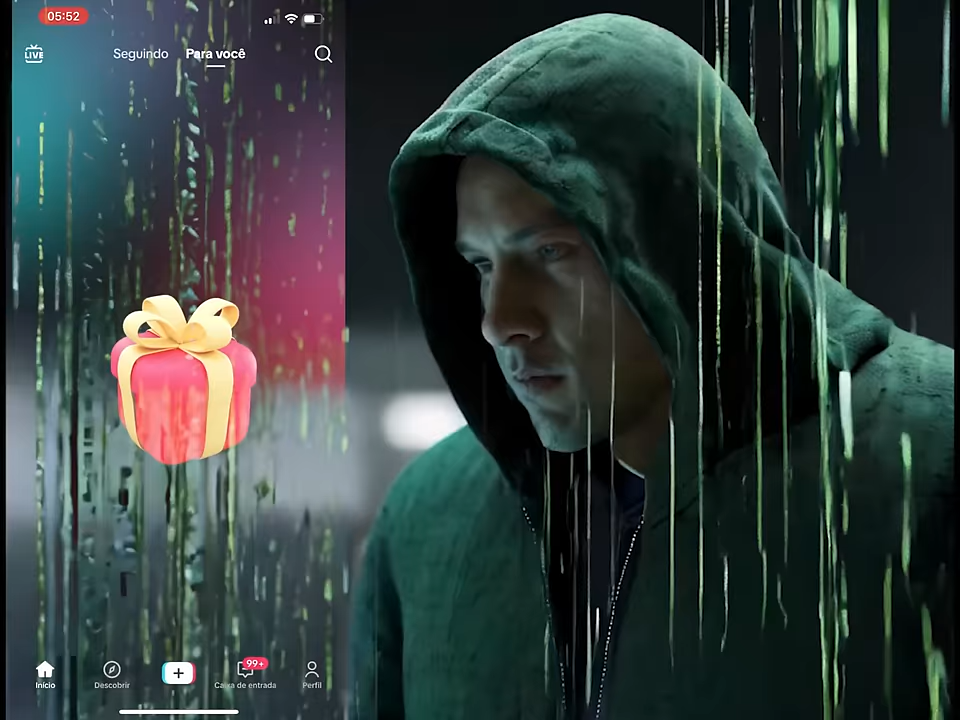 05:52
LIVE
Seguindo Para você
99+
Início Descobrir Caixa de entrada Perfil